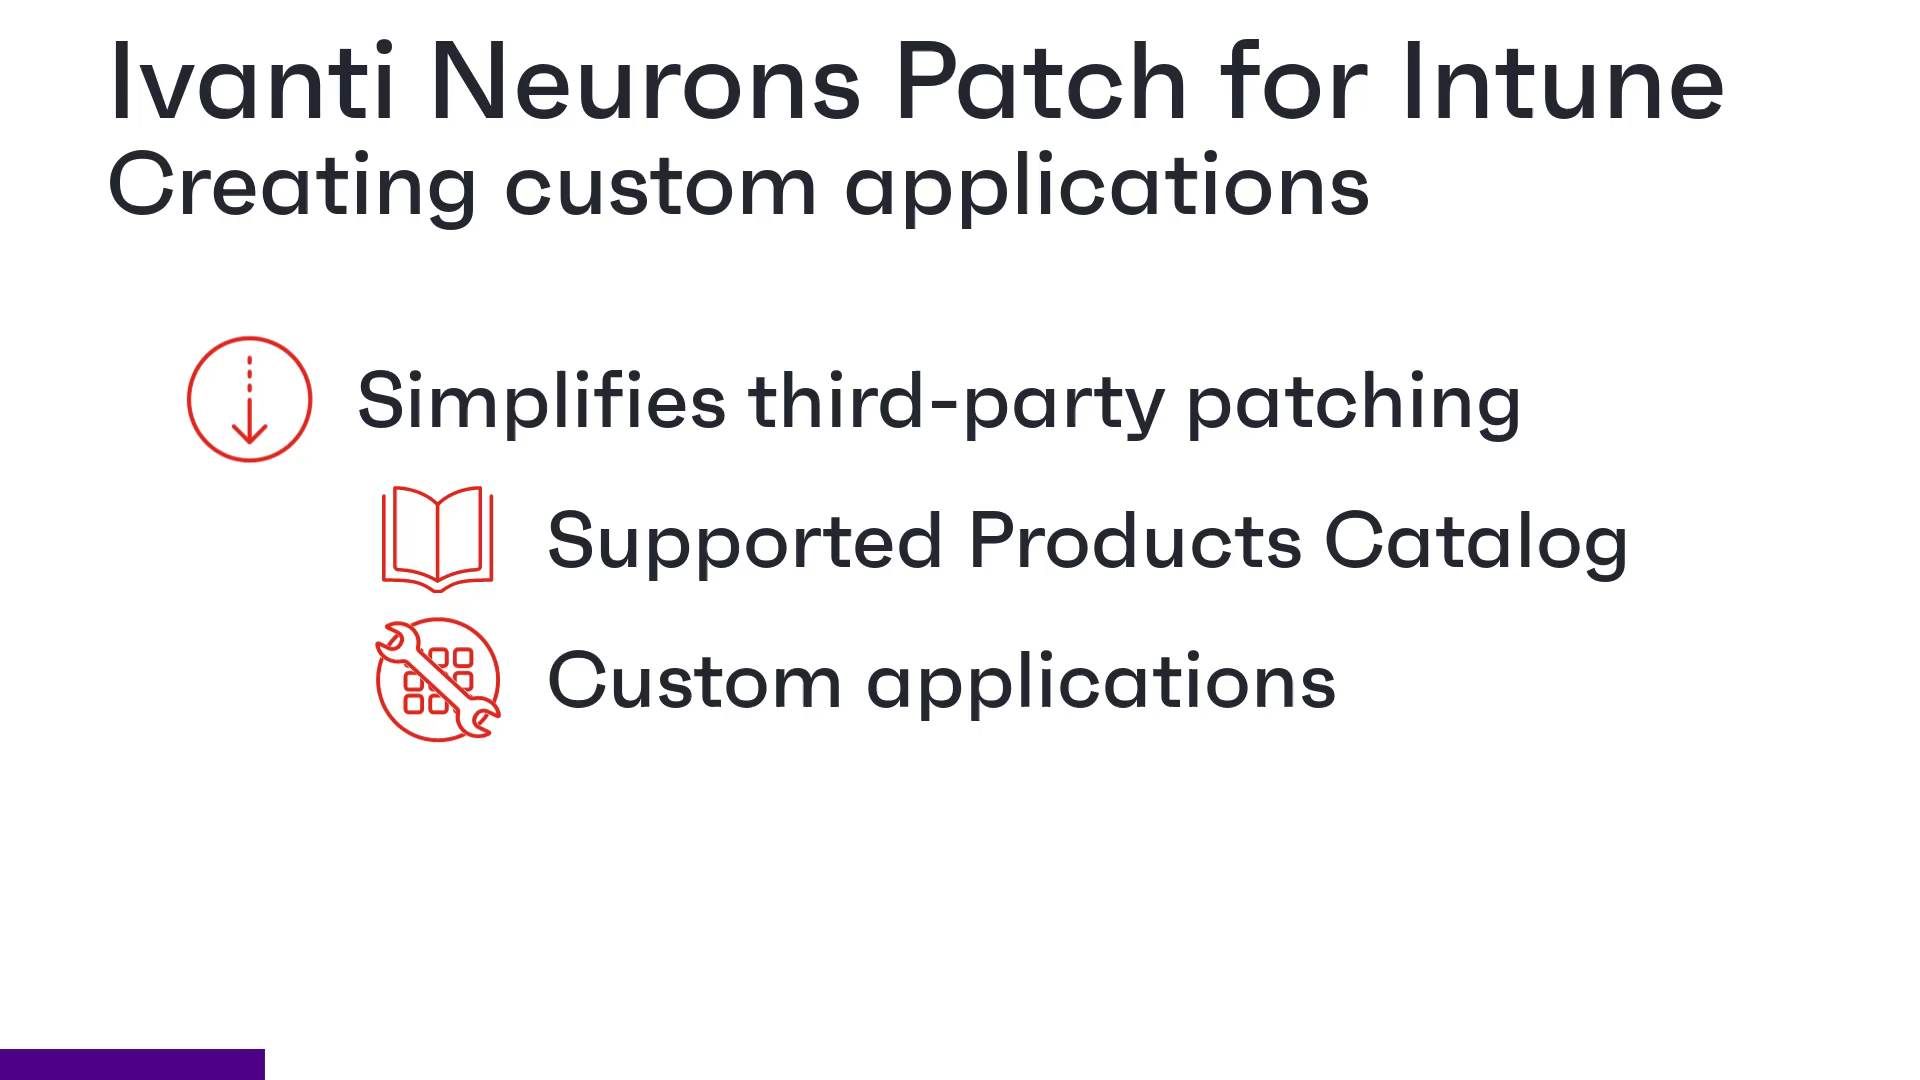 Ivanti Neurons Patch for Intune
Creating custom applications
Simplifies third-party patching
Supported Products Catalog
Custom applications